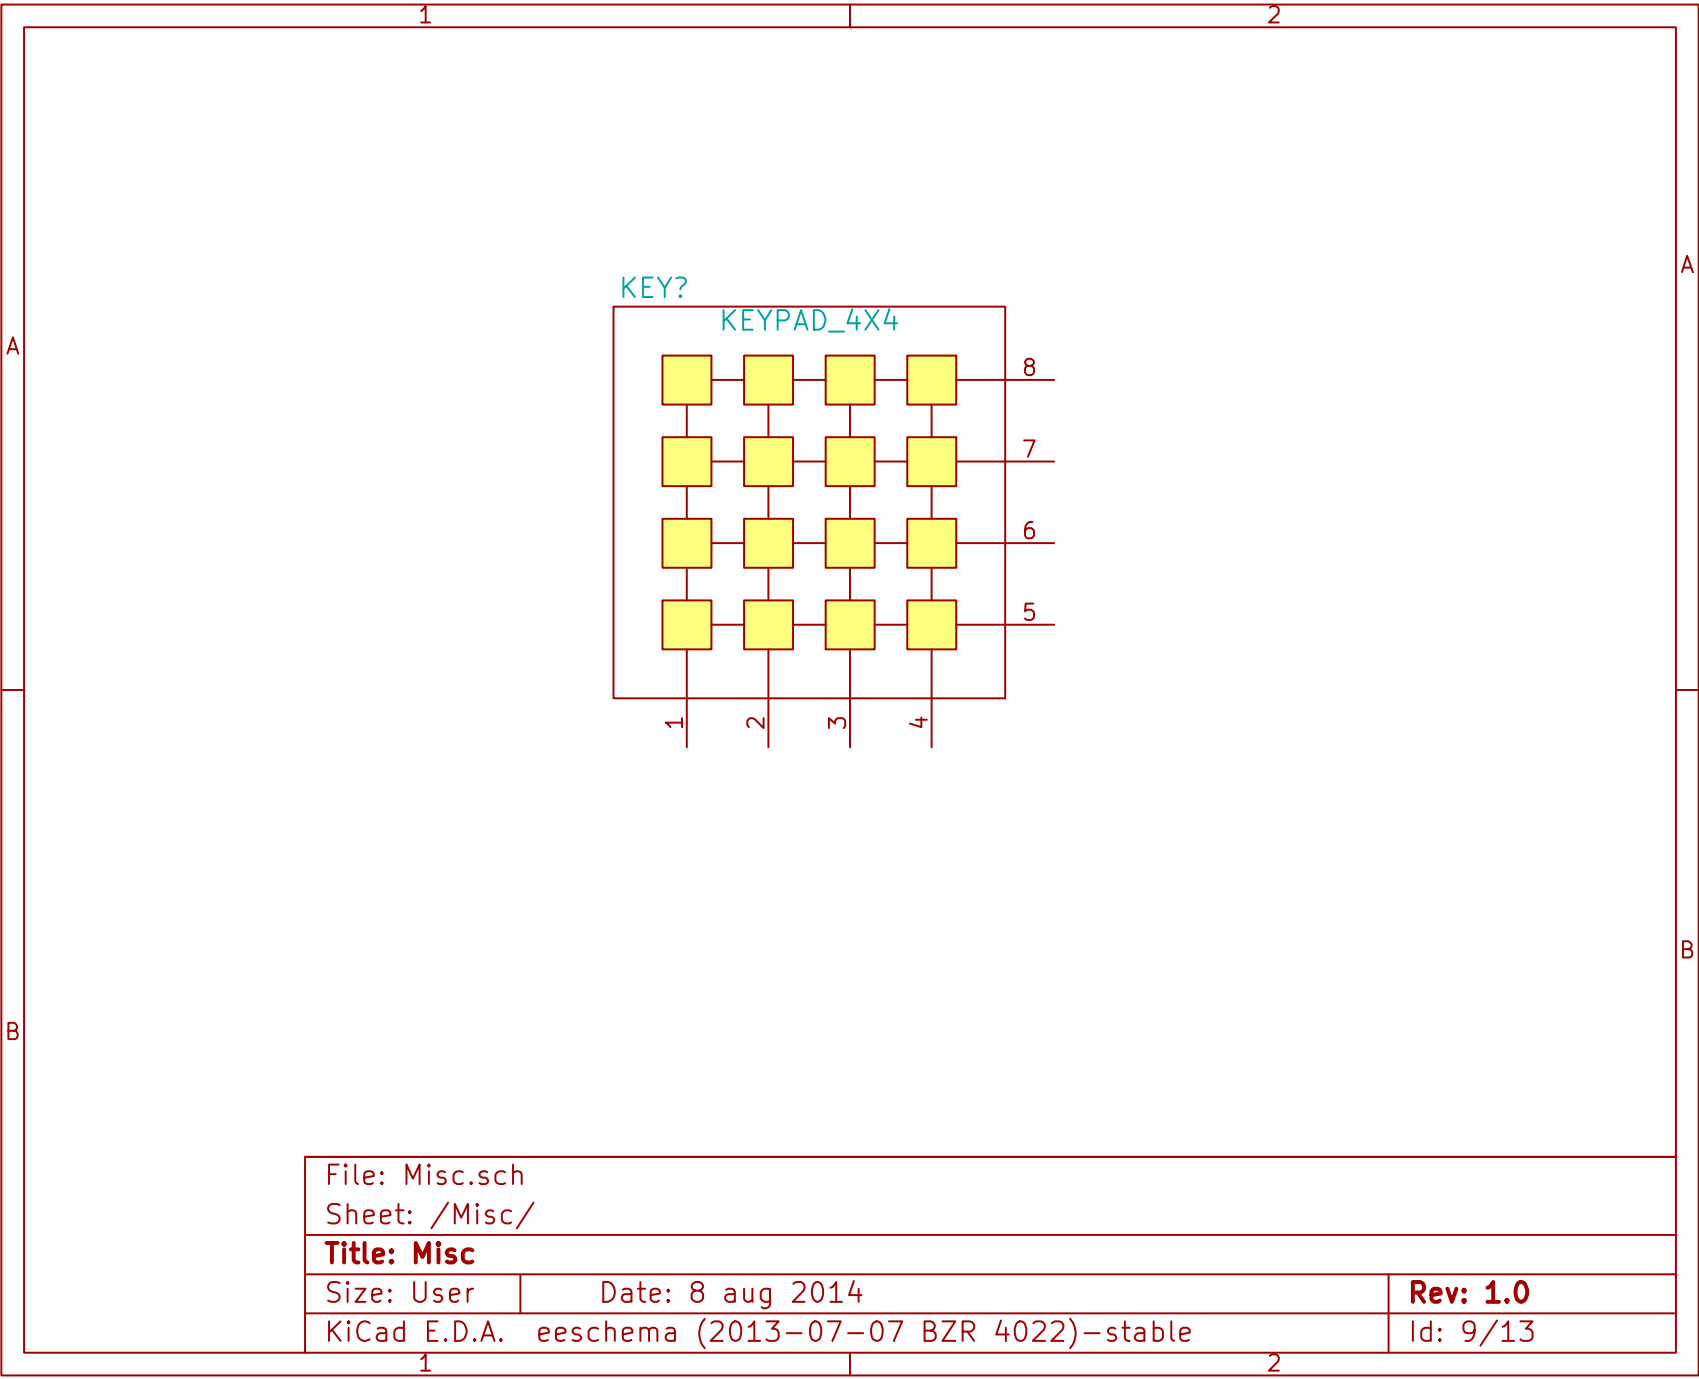 1 2
A
A
KEY?
KEYPAD_4X4
8
7
6
5
1 2 3 4
B
B
File: Misc.sch
Sheet: /Misc/
Title: Misc
Size: User Date: 8 aug 2014 Rev: 1.0
KiCad E.D.A. eeschema (2013-07-07 BZR 4022)-stable Id: 9/13
1 2